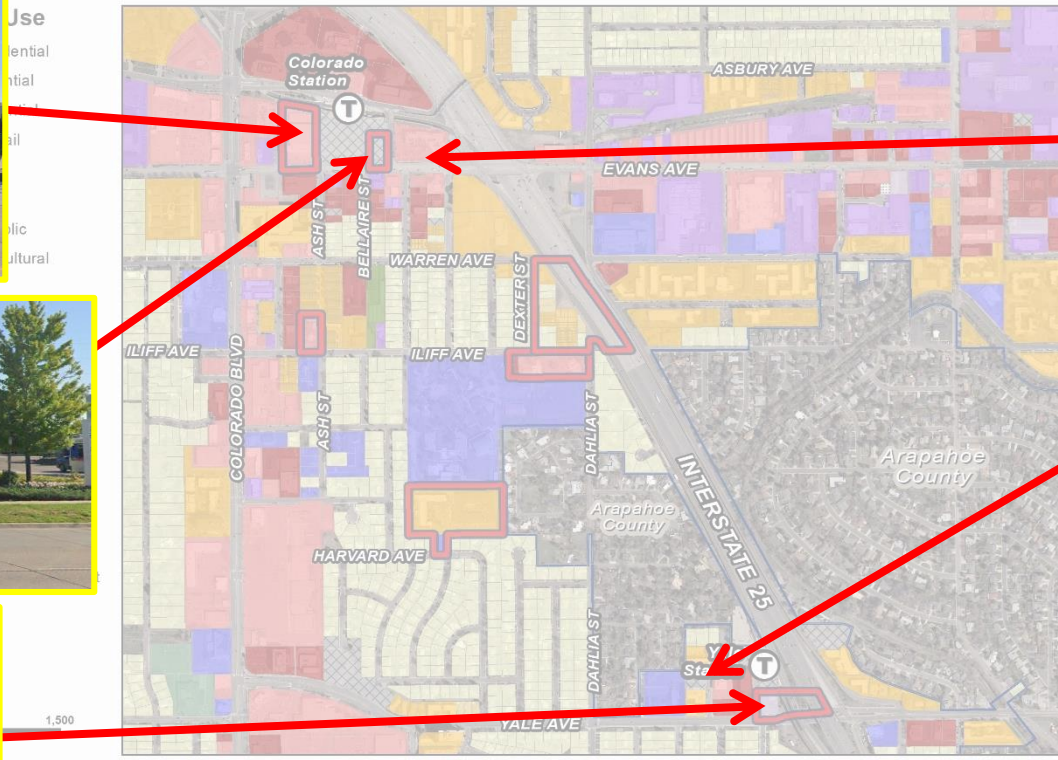 Use
dential
ntial
ail
blic
ultural
1,500
Colorado
Station
T
ASBURY AVE
EVANS AVE
ASH ST
BELLAIRE ST
WARREN AVE
DEXTER ST
ILIFF AVE
ILIFF AVE
COLORADO BLVD
ASH ST
DAHLIA ST
INTERSTATE 25
Arapahoe
County
Arapahoe
County
HARVARD AVE
DAHLIA ST
T
YALE AVE